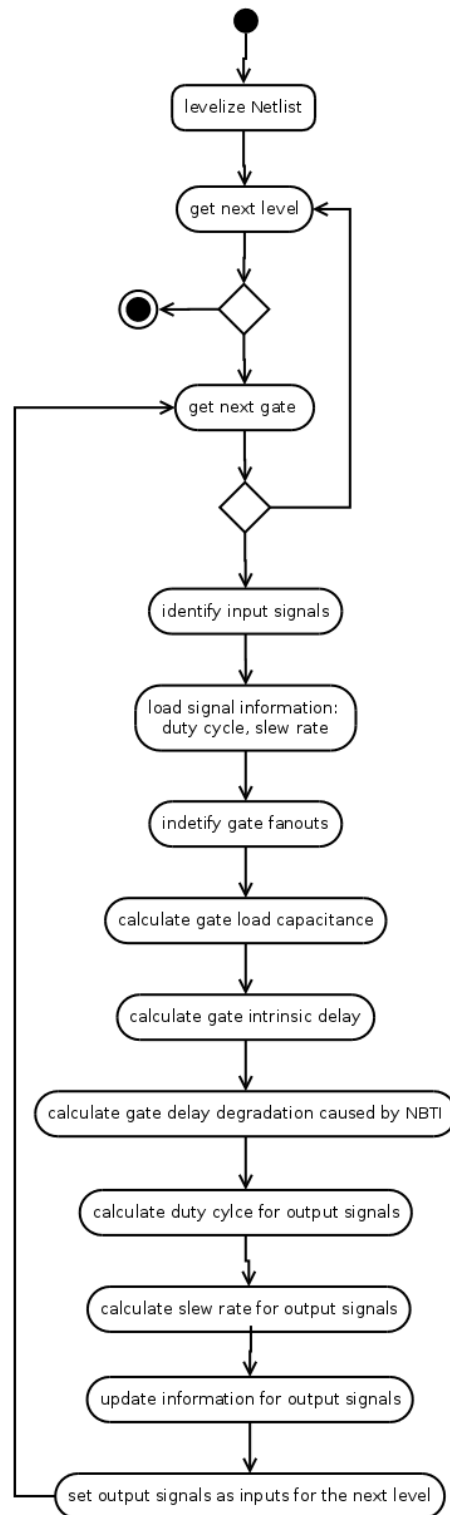 levelize Netlist
get next level
get next gate
identify input signals
load signal information:
duty cycle, slew rate
indetify gate fanouts
calculate gate load capacitance
calculate gate intrinsic delay
calculate gate delay degradation caused by NBTI
calculate duty cylce for output signals
calculate slew rate for output signals
update information for output signals
set output signals as inputs for the next level